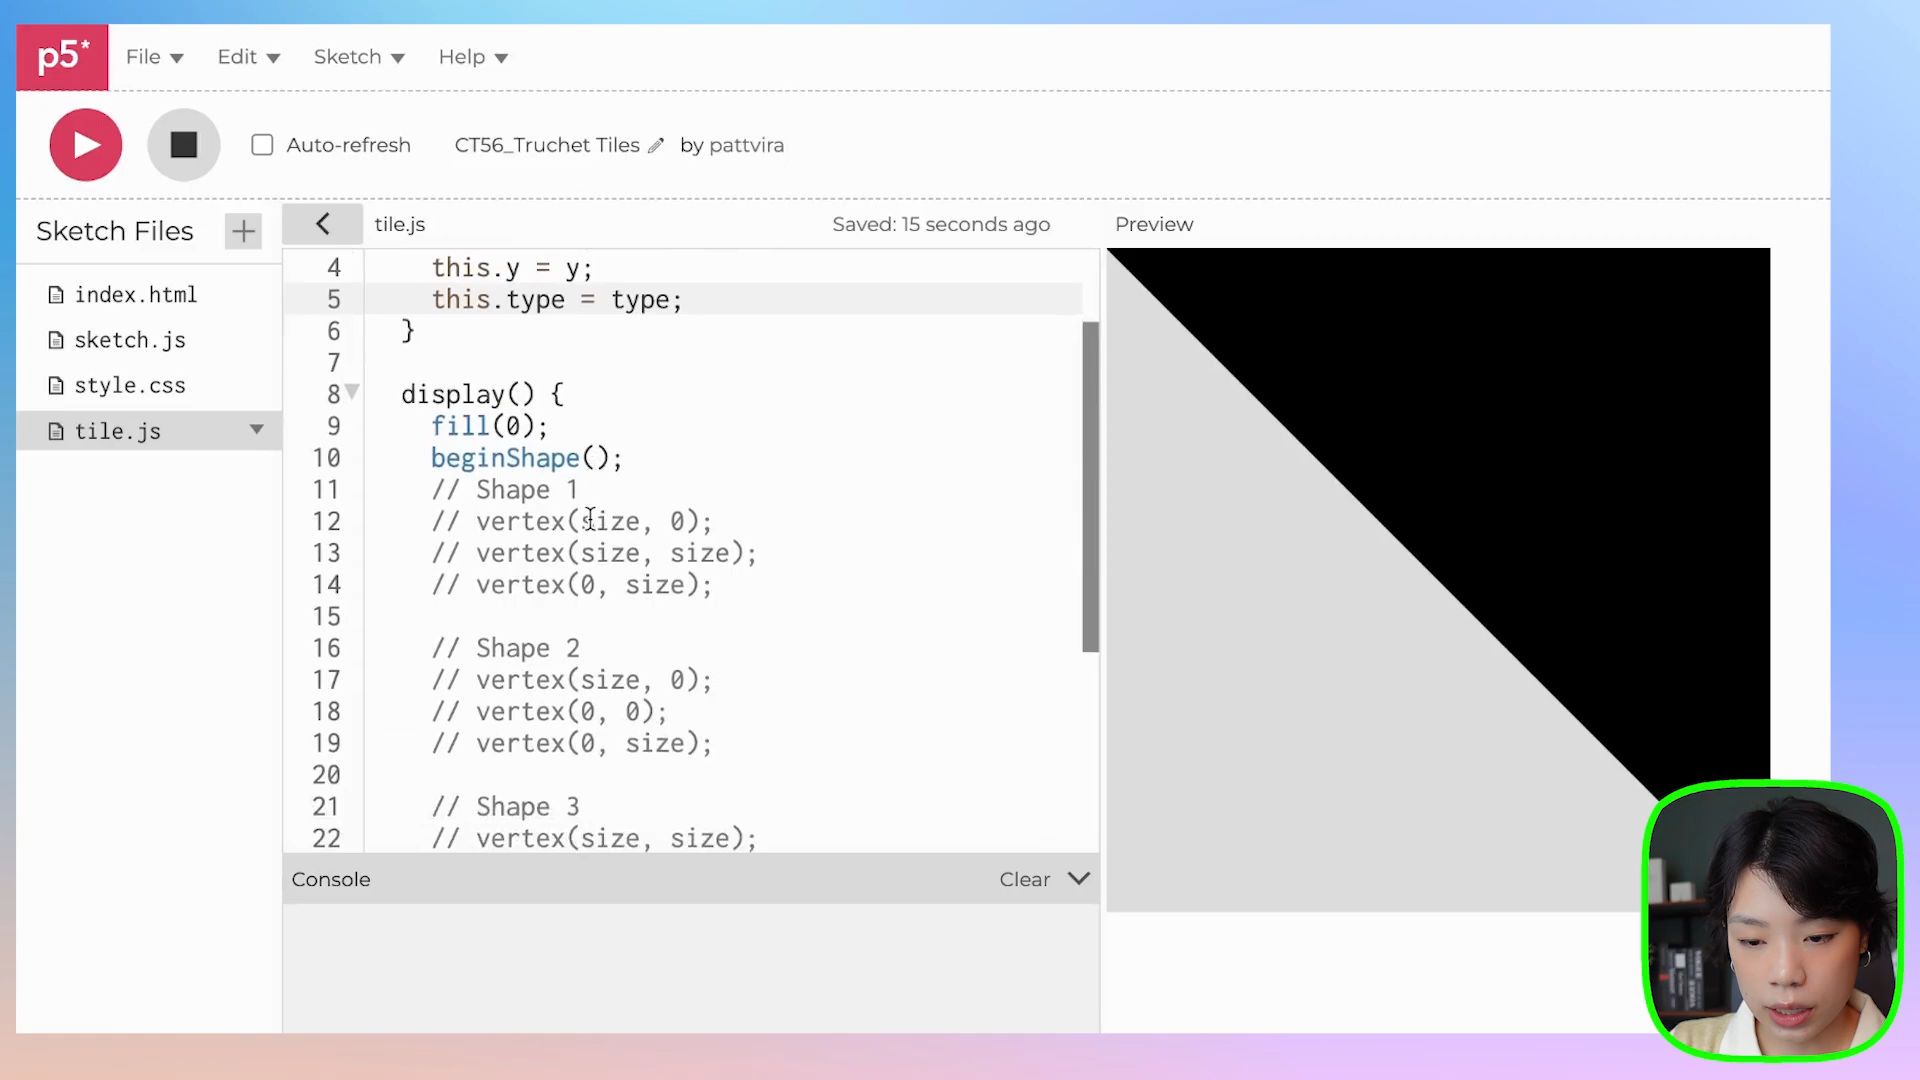 p5*
File Edit Sketch Help
Auto-refresh CT56_Truchet Tiles by pattvira
Sketch Files
tile.js Saved: 15 seconds ago Preview
index.html
sketch.js
style.css
tile.js
4 this.y = y;
5 this.type = type;
6 }
7
8 display() {
9 fill(0);
10 beginShape();
11 // Shape 1
12 // vertex(size, 0);
13 // vertex(size, size);
14 // vertex(0, size);
15
16 // Shape 2
17 // vertex(size, 0);
18 // vertex(0, 0);
19 // vertex(0, size);
20
21 // Shape 3
22 // vertex(size, size);
Console Clear